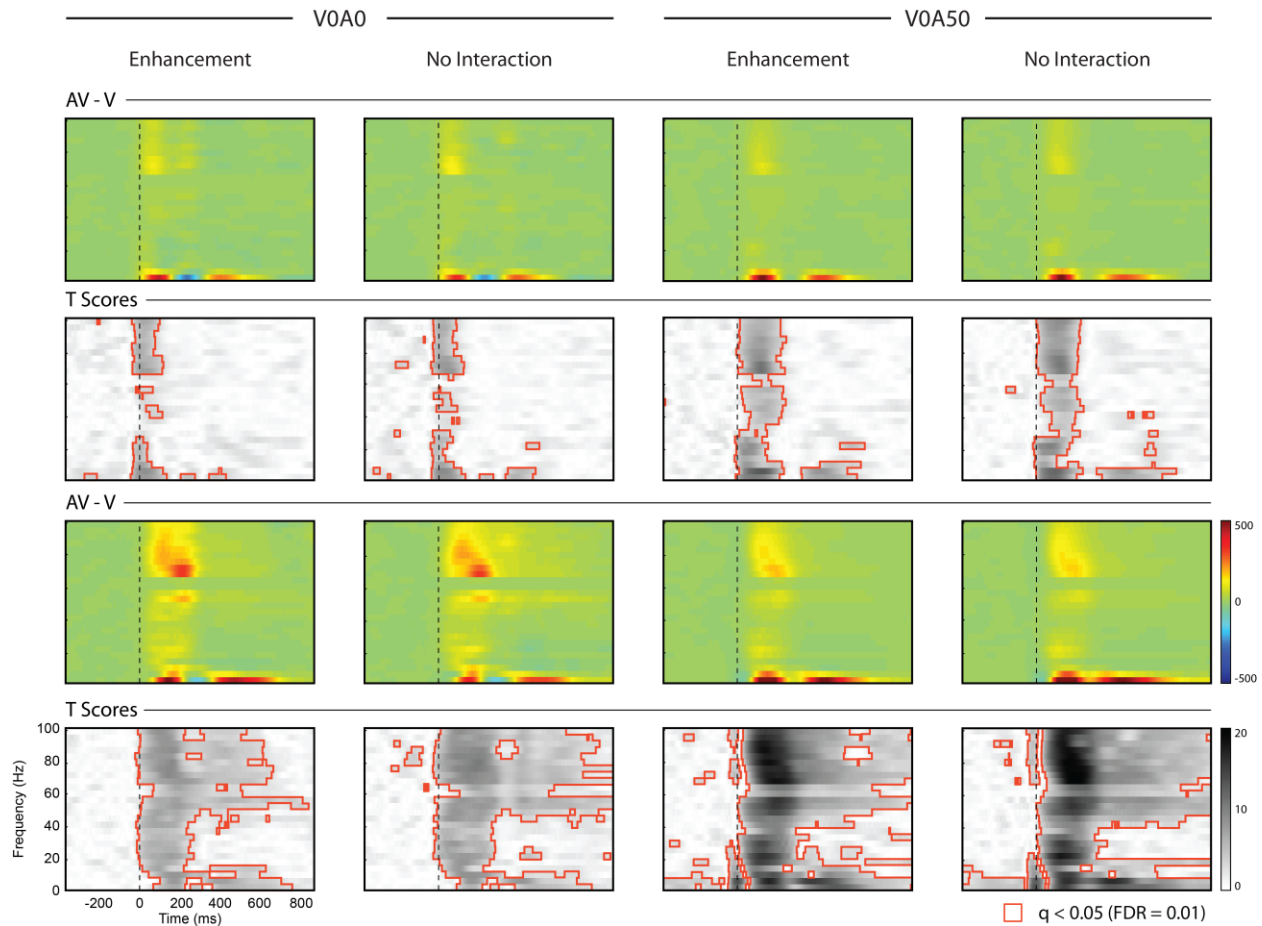 V0A0 V0A50
Enhancement No Interaction Enhancement No Interaction
AV - V
T Scores
AV - V
500
0
-500
T Scores
100
80
60
40
20
0
Frequency (Hz)
-200 0 200 400 600 800
Time (ms)
20
10
0
q < 0.05 (FDR = 0.01)